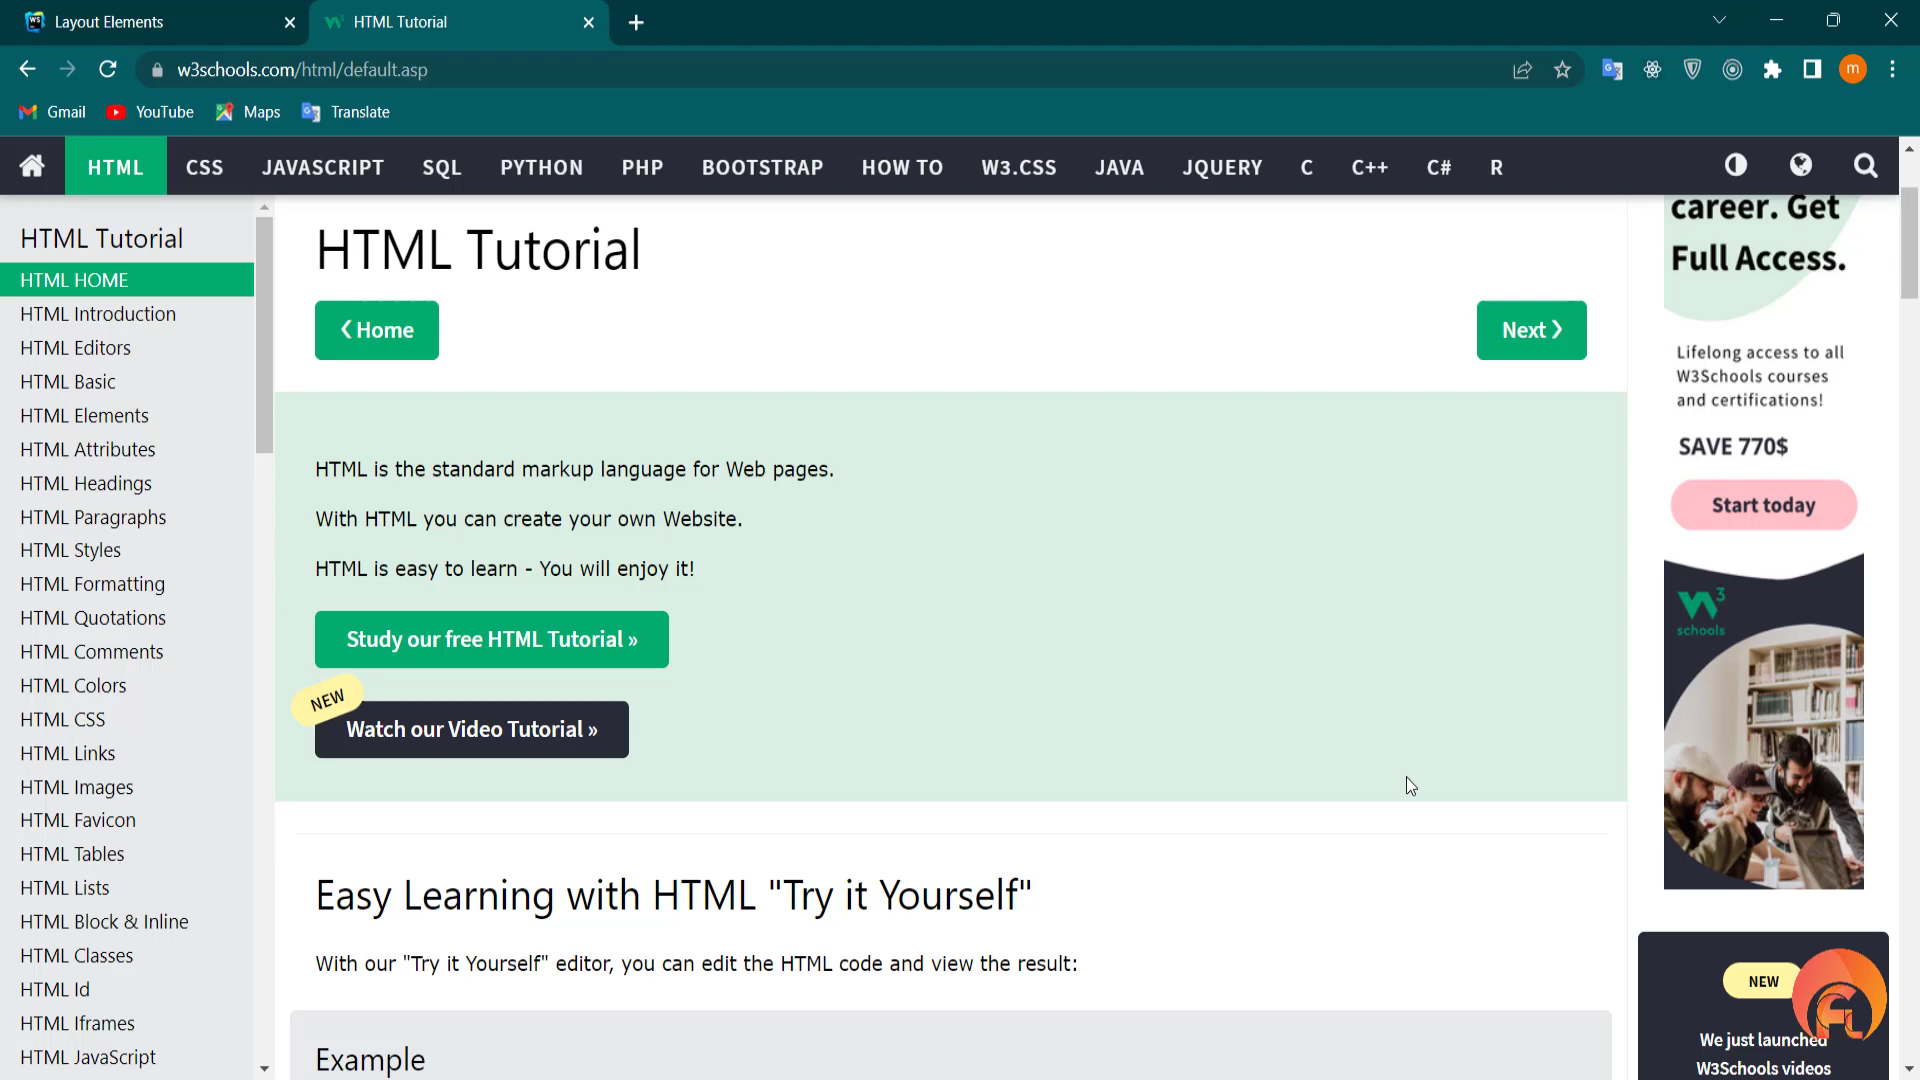 Layout Elements
HTML Tutorial
w3schools.com/html/default.asp
m
Gmail
YouTube
Maps
Translate
HTML
CSS
JAVASCRIPT
SQL
PYTHON
PHP
BOOTSTRAP
HOW TO
W3.CSS
JAVA
JQUERY
C
C++
C#
R
HTML Tutorial
HTML HOME
HTML Introduction
HTML Editors
HTML Basic
HTML Elements
HTML Attributes
HTML Headings
HTML Paragraphs
HTML Styles
HTML Formatting
HTML Quotations
HTML Comments
HTML Colors
HTML CSS
HTML Links
HTML Images
HTML Favicon
HTML Tables
HTML Lists
HTML Block & Inline
HTML Classes
HTML Id
HTML Iframes
HTML JavaScript
HTML Tutorial
❮ Home
Next ❯
HTML is the standard markup language for Web pages.
With HTML you can create your own Website.
HTML is easy to learn - You will enjoy it!
Study our free HTML Tutorial »
NEW
Watch our Video Tutorial »
Easy Learning with HTML "Try it Yourself"
With our "Try it Yourself" editor, you can edit the HTML code and view the result:
Example
career. Get
Full Access.
Lifelong access to all
W3Schools courses
and certifications!
SAVE 770$
Start today
W3
schools
NEW
We just launched
W3Schools videos